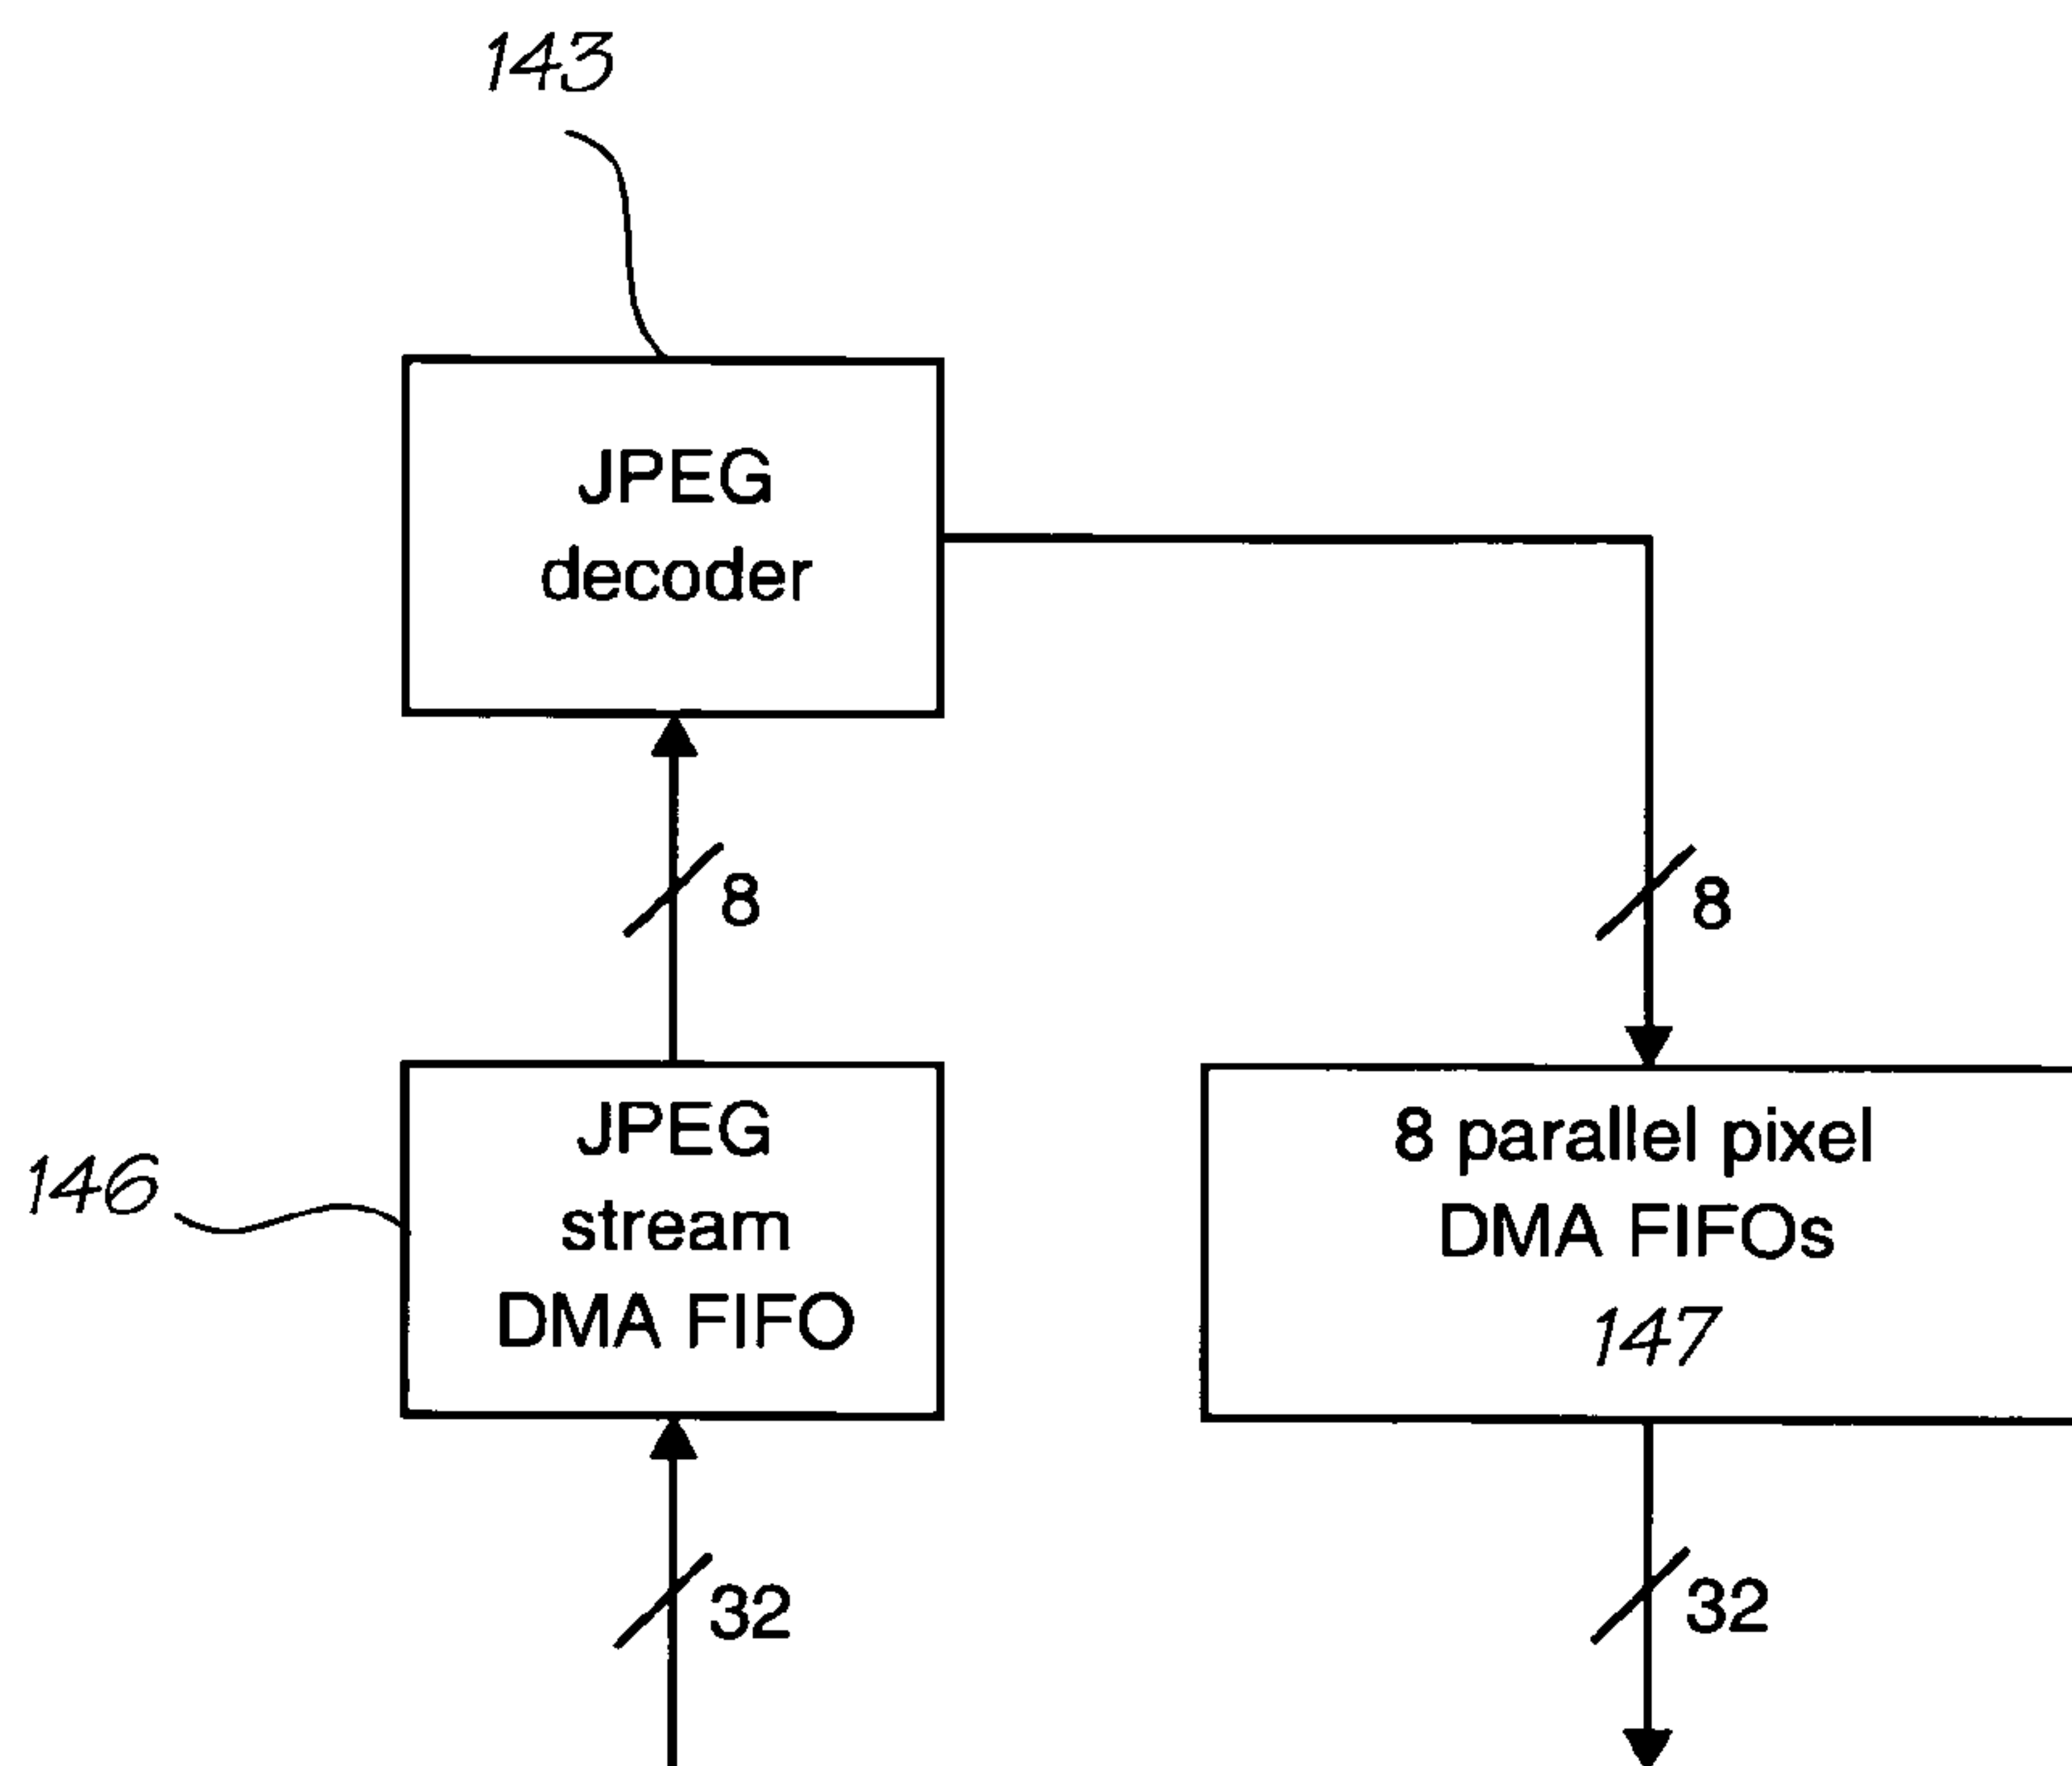 143
JPEG
decoder
8
8
JPEG
stream
DMA FIFO
146
8 parallel pixel
DMA FIFOs
147
32
32